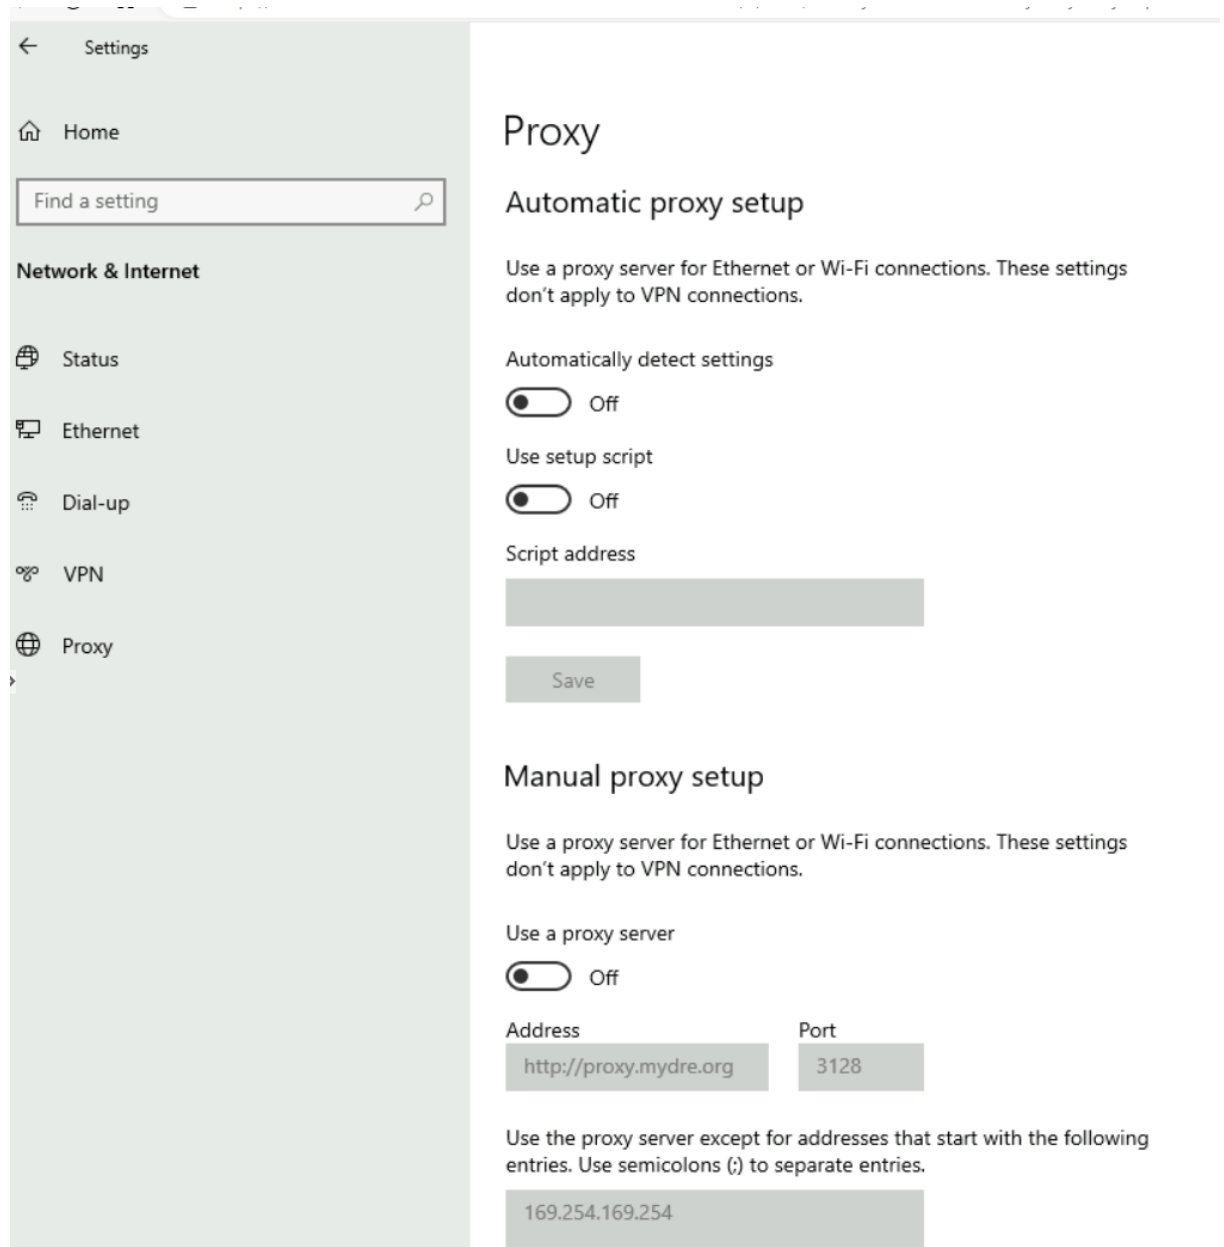 Settings
Home
Find a setting
Network & Internet
Status
Ethernet
Dial-up
VPN
Proxy
Proxy
Automatic proxy setup
Use a proxy server for Ethernet or Wi-Fi connections. These settings
don't apply to VPN connections.
Automatically detect settings
Off
Use setup script
Off
Script address
Save
Manual proxy setup
Use a proxy server for Ethernet or Wi-Fi connections. These settings
don't apply to VPN connections.
Use a proxy server
Off
Address Port
http://proxy.mydre.org 3128
Use the proxy server except for addresses that start with the following
entries. Use semicolons (;) to separate entries.
169.254.169.254